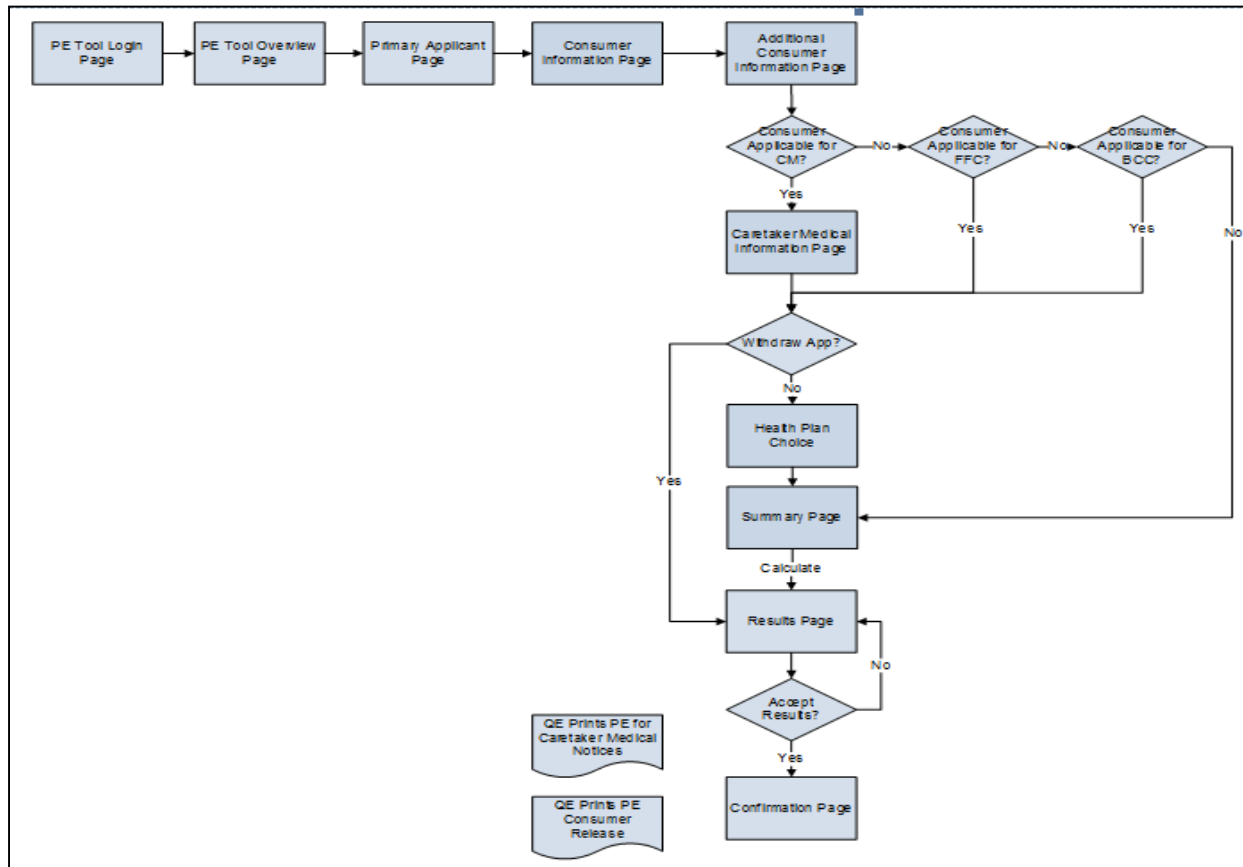 PE Tool Login
Page
PE Tool Overview
Page
Primary Applicant
Page
Consumer
Information Page
Additional
Consumer
Information Page
Consumer
Applicable for
CM?
No
Consumer
Applicable for
FFC?
No
Consumer
Applicable for
BCC?
Yes
Yes
Yes
No
Caretaker Medical
Information Page
Withdraw App?
No
Health Plan
Choice
Yes
Summary Page
Calculate
Results Page
No
Accept
Results?
QE Prints PE for
Caretaker Medical
Notices
Yes
Confirmation Page
QE Prints PE
Consumer
Release